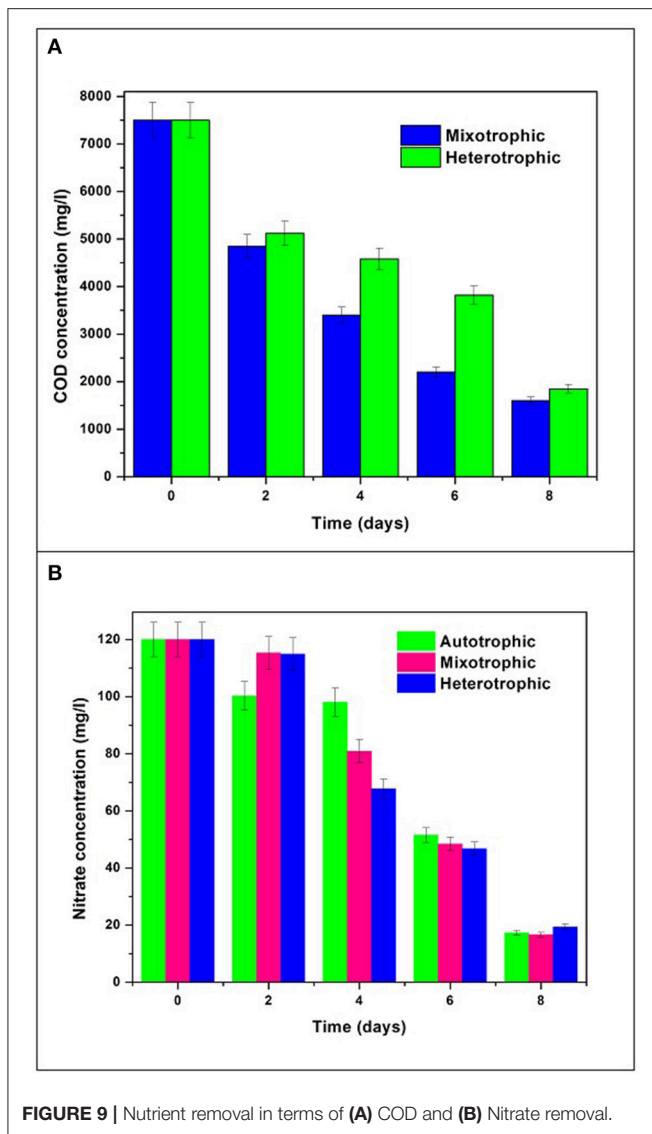 A
COD concentration (mg/l)
8000
7000
6000
5000
4000
3000
2000
1000
0
Mixotrophic
Heterotrophic
0 2 4 6 8
Time (days)
B
Nitrate concentration (mg/l)
120
100
80
60
40
20
0
Autotrophic
Mixotrophic
Heterotrophic
0 2 4 6 8
Time (days)
FIGURE 9 | Nutrient removal in terms of (A) COD and (B) Nitrate removal.